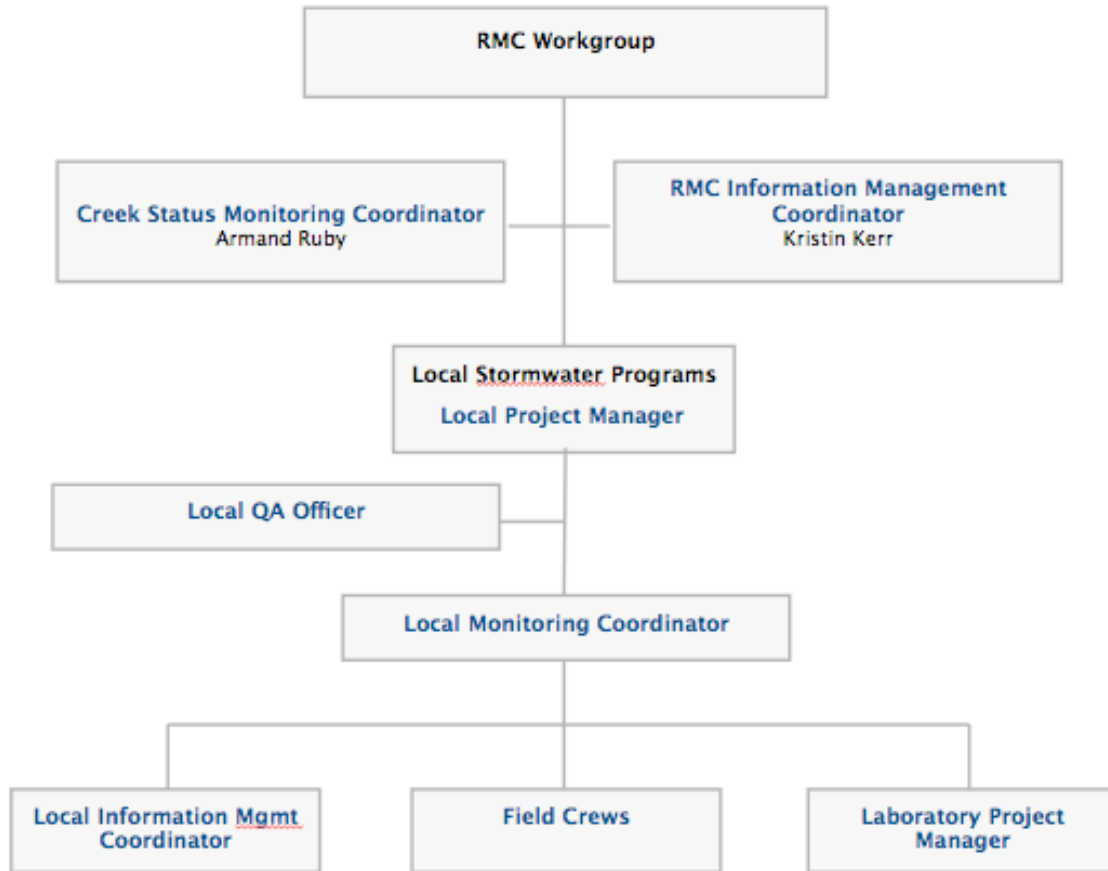 RMC Workgroup
Creek Status Monitoring Coordinator
Armand Ruby
RMC Information Management
Coordinator
Kristin Kerr
Local Stormwater Programs
Local Project Manager
Local QA Officer
Local Monitoring Coordinator
Local Information Mgmt
Coordinator
Field Crews
Laboratory Project
Manager